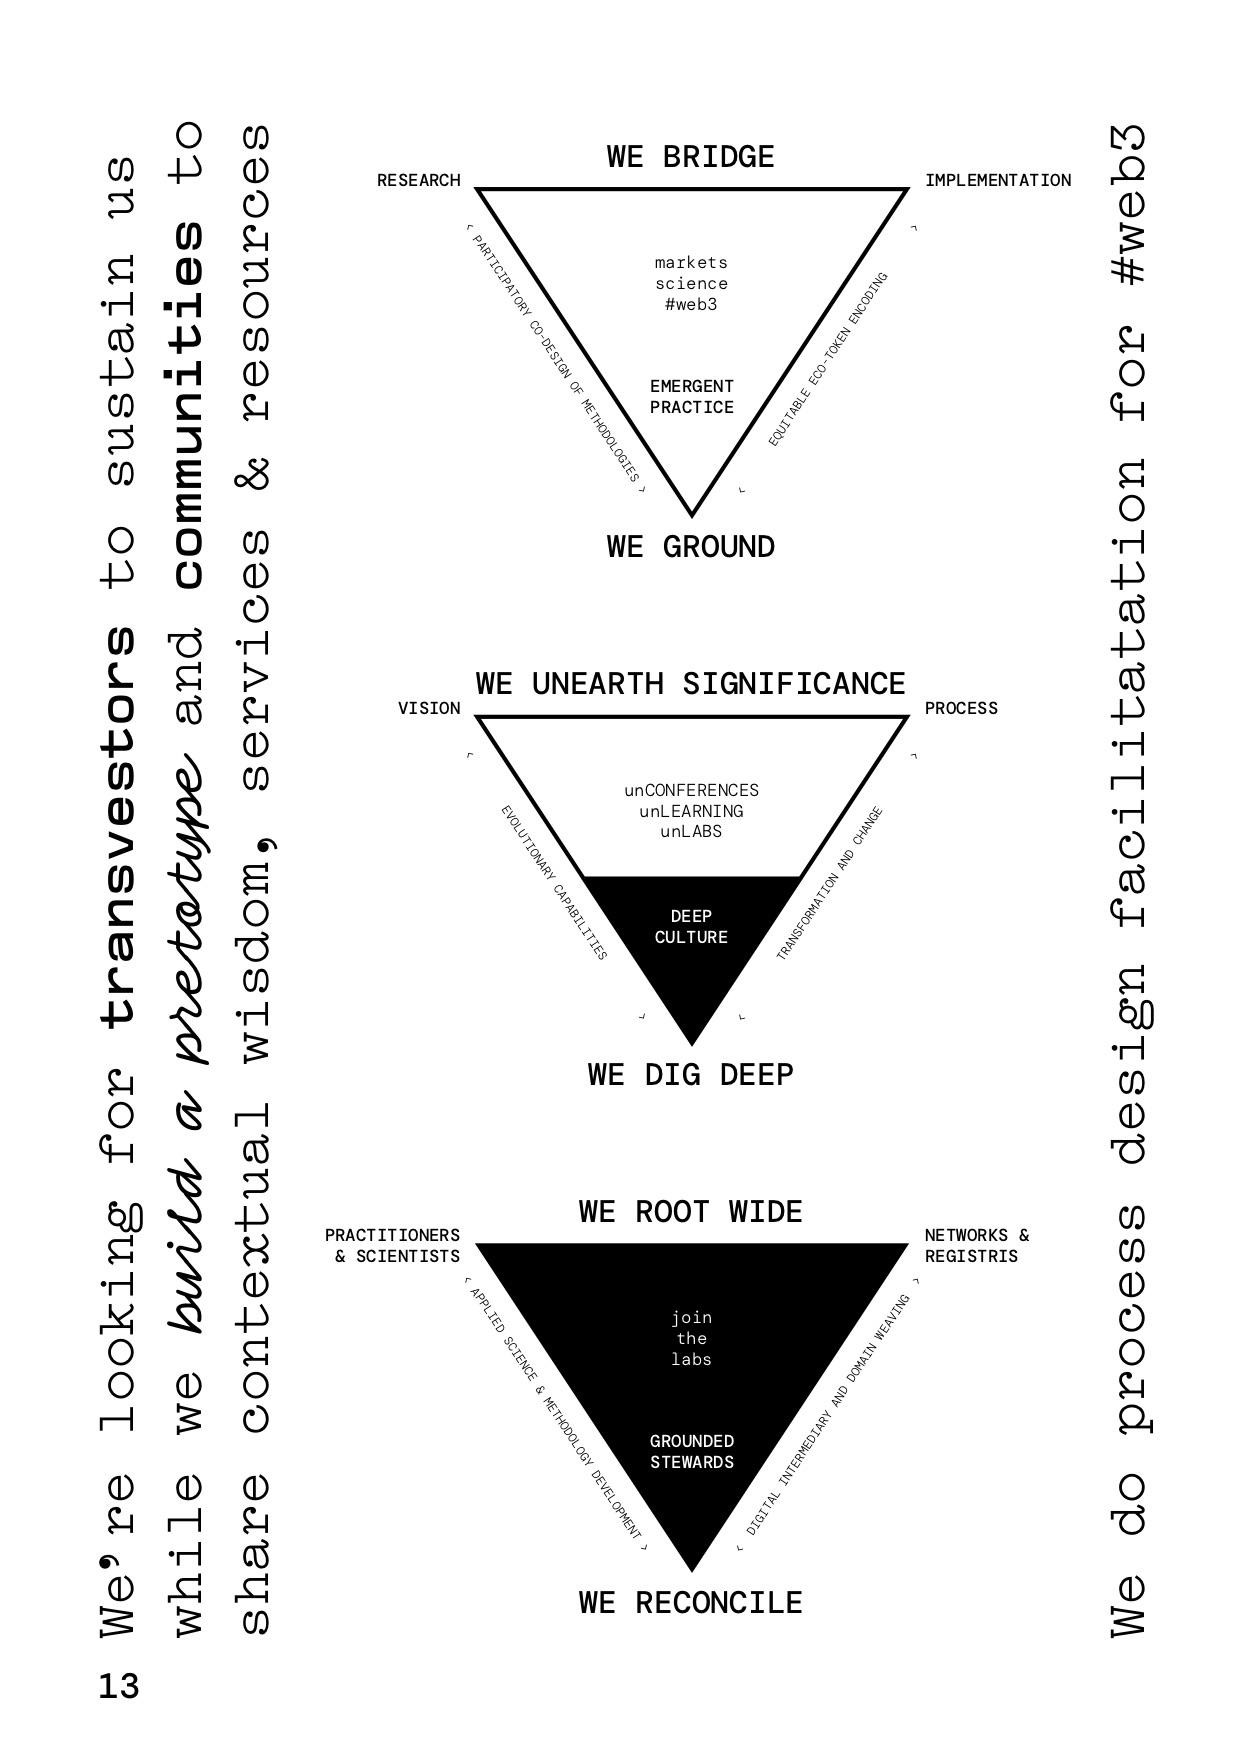 We're looking for transvestors to sustain us
while we build a pretotype and communities to
share contextual wisdom, services & resources
WE BRIDGE
RESEARCH
IMPLEMENTATION
‹ PARTICIPATORY CO-DESIGN OF METHODOLOGIES ›
‹ EQUITABLE ECO-TOKEN ENCODING ›
markets
science
#web3
EMERGENT
PRACTICE
WE GROUND
WE UNEARTH SIGNIFICANCE
VISION
PROCESS
‹ EVOLUTIONARY CAPABILITIES ›
‹ TRANSFORMATION AND CHANGE ›
unCONFERENCES
unLEARNING
unLABS
DEEP
CULTURE
WE DIG DEEP
WE ROOT WIDE
PRACTITIONERS
& SCIENTISTS
NETWORKS &
REGISTRIS
‹ APPLIED SCIENCE & METHODOLOGY DEVELOPMENT ›
‹ DIGITAL INTERMEDIARY AND DOMAIN WEAVING ›
join
the
labs
GROUNDED
STEWARDS
WE RECONCILE
We do process design facilitatation for #web3
13